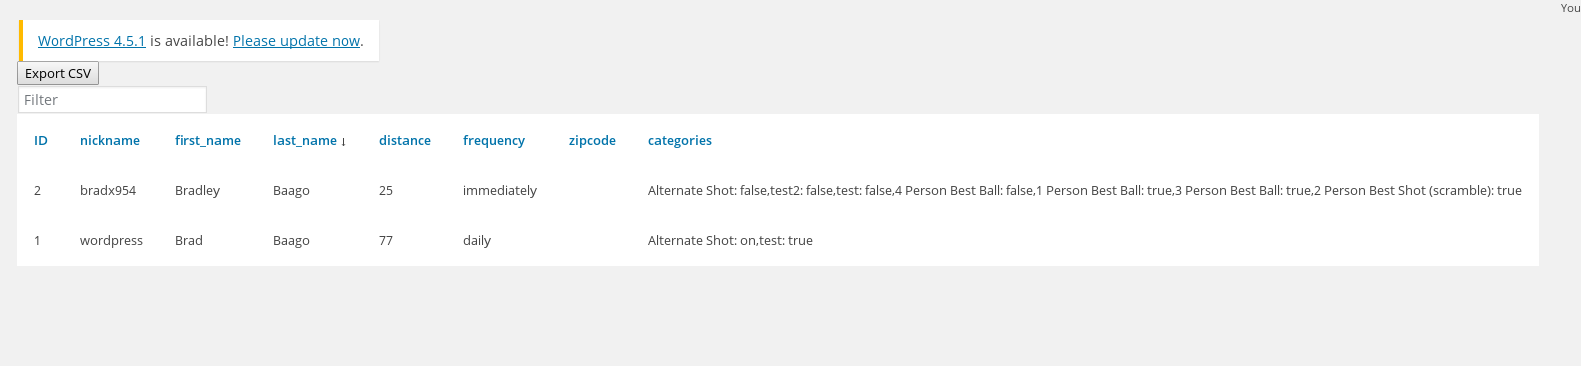 You
WordPress 4.5.1 is available! Please update now.
Export CSV
Filter
ID nickname first_name last_name ↓ distance frequency zipcode categories
2 bradx954 Bradley Baago 25 immediately Alternate Shot: false,test2: false,test: false,4 Person Best Ball: false,1 Person Best Ball: true,3 Person Best Ball: true,2 Person Best Shot (scramble): true
1 wordpress Brad Baago 77 daily Alternate Shot: on,test: true